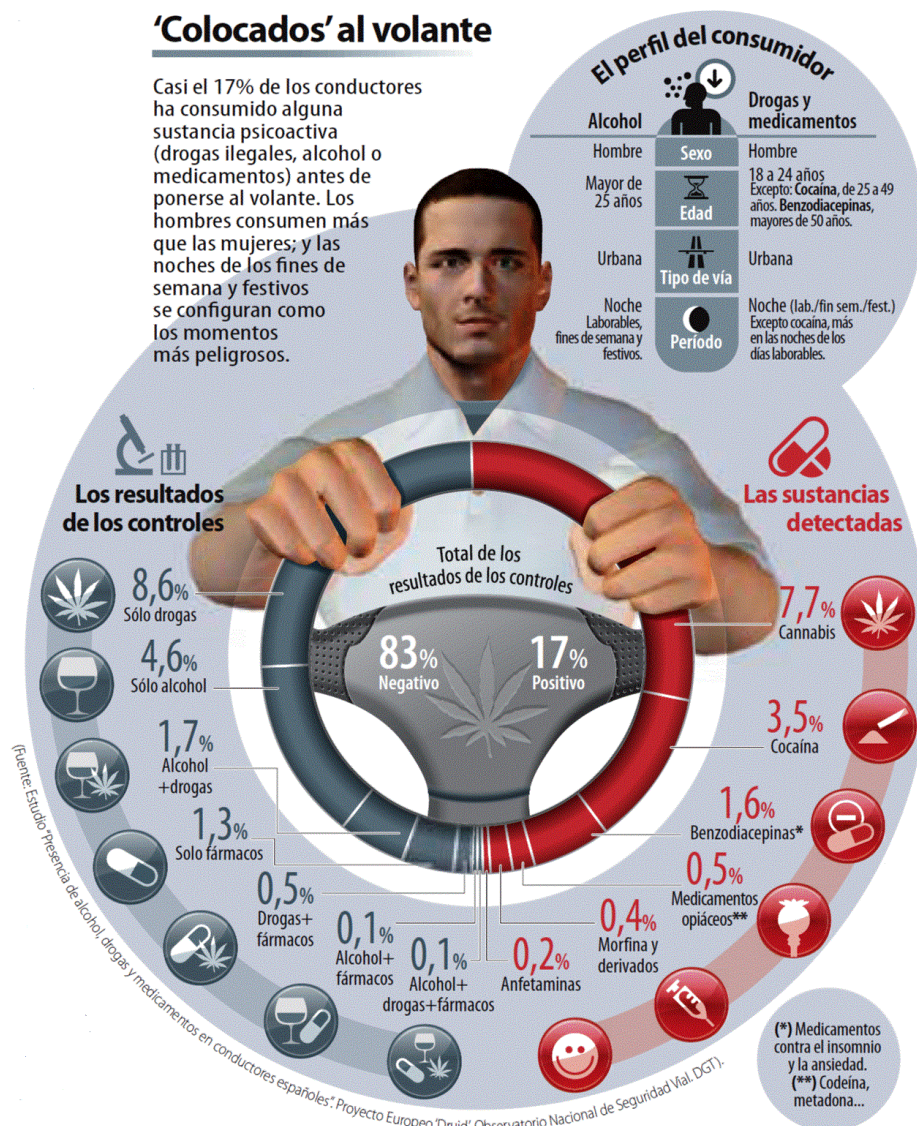 ‘Colocados’ al volante
Casi el 17% de los conductores
ha consumido alguna
sustancia psicoactiva
(drogas ilegales, alcohol o
medicamentos) antes de
ponerse al volante. Los
hombres consumen más
que las mujeres; y las
noches de los fines de
semana y festivos
se configuran como
los momentos
más peligrosos.
El perfil del consumidor
Alcohol
Drogas y
medicamentos
Hombre
Sexo
Hombre
Mayor de
25 años
Edad
18 a 24 años
Excepto: Cocaína, de 25 a 49
años. Benzodiacepinas,
mayores de 50 años.
Urbana
Tipo de vía
Urbana
Noche
Laborables,
fines de semana y
festivos.
Período
Noche (lab./fin sem./fest.)
Excepto cocaína, más
en las noches de los
días laborables.
Los resultados
de los controles
8,6%
Sólo drogas
4,6%
Sólo alcohol
1,7%
Alcohol
+drogas
1,3%
Solo fármacos
0,5%
Drogas+
fármacos
0,1%
Alcohol+
fármacos
0,1%
Alcohol+
drogas+fármacos
Total de los
resultados de los controles
83%
Negativo
17%
Positivo
Las sustancias
detectadas
7,7%
Cannabis
3,5%
Cocaína
1,6%
Benzodiacepinas*
0,5%
Medicamentos
opiáceos**
0,4%
Morfina y
derivados
0,2%
Anfetaminas
(*) Medicamentos
contra el insomnio
y la ansiedad.
(**) Codeína,
metadona...
(Fuente: Estudio "Presencia de alcohol, drogas y medicamentos en conductores españoles". Proyecto Europeo 'Druid'. Observatorio Nacional de Seguridad Vial. DGT).